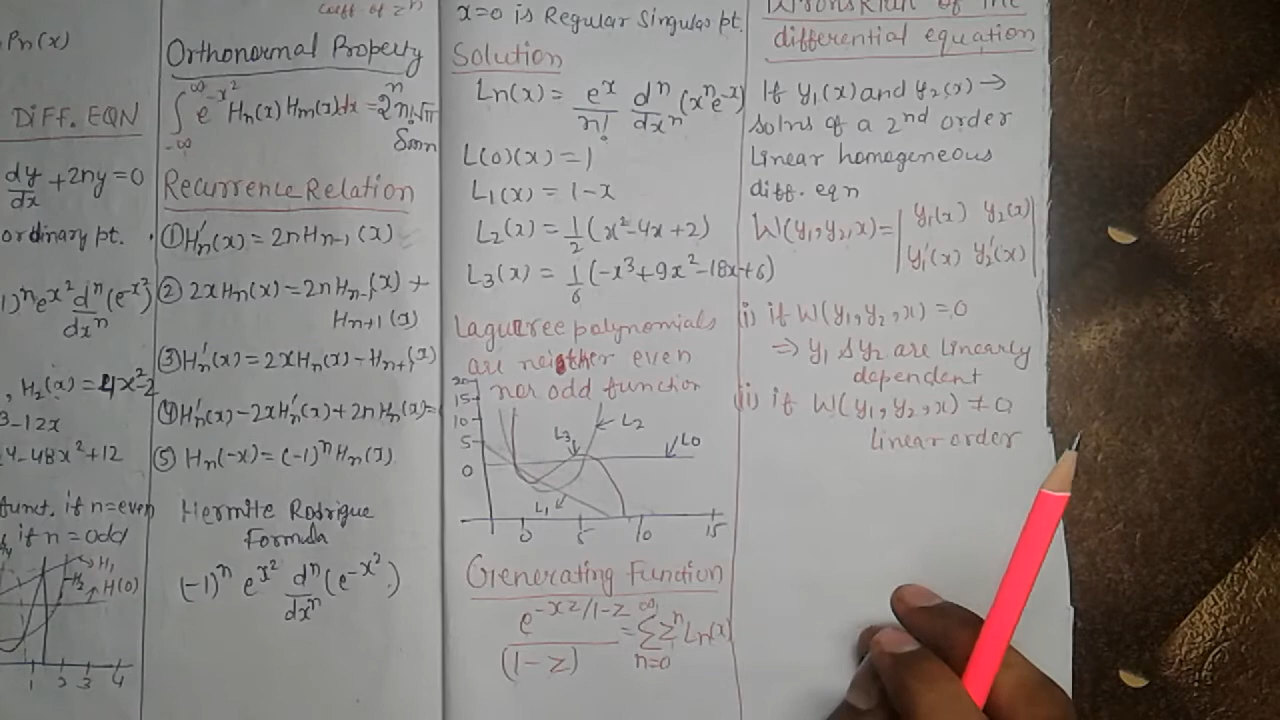 Pn(x)
DIFF. EQN
dy/dx + 2ny = 0
ordinary pt.
1)ⁿ e^x² dⁿ/dxⁿ (e^-x²)
, H₂(x) = 4x²-2
3-12x
4-48x²+12
funct. if n=even
if n = odd
H₁
H₂
H(0)
1 2 3 4
coeff of zⁿ
Orthonormal Property
∫_-∞^∞ e^-x² Hn(x) Hm(x) dx = 2ⁿ n! √π
δmn
Recurrence Relation
① H'n(x) = 2n Hn-1 (x)
② 2x Hn(x) = 2n Hn-1(x) +
Hn+1 (x)
③ H'n(x) = 2x Hn(x) - Hn+1(x)
④ H''n(x) - 2x H'n(x) + 2n Hn(x) =
⑤ Hn(-x) = (-1)ⁿ Hn(x)
Hermite Rodrigue
Formula
(-1)ⁿ e^x² dⁿ/dxⁿ (e^-x²)
x=0 is Regular Singular pt.
Solution
Ln(x) = e^x/n! dⁿ/dxⁿ (xⁿe^-x)
L(0)(x) = 1
L₁(x) = 1-x
L₂(x) = 1/2 (x²-4x+2)
L₃(x) = 1/6 (-x³+9x²-18x+6)
Lagurree polynomials
are neither even
nor odd function
20
15
10
5
0
L3
L2
L0
L1
0 5 10 15
Generating Function
e^-xz/1-z / (1-z) = Σ_n=0^∞ zⁿ Ln(x)
Wronskian of the
differential equation
If y₁(x) and y₂(x) →
solns of a 2nd order
Linear homogeneous
diff. eqn
W(y₁,y₂,x) = | y₁(x) y₂(x) |
| y₁'(x) y₂'(x) |
(i) if W(y₁,y₂,x) = 0
⇒ y₁ & y₂ are linearly
dependent
(ii) if W(y₁,y₂,x) ≠ 0
linear order